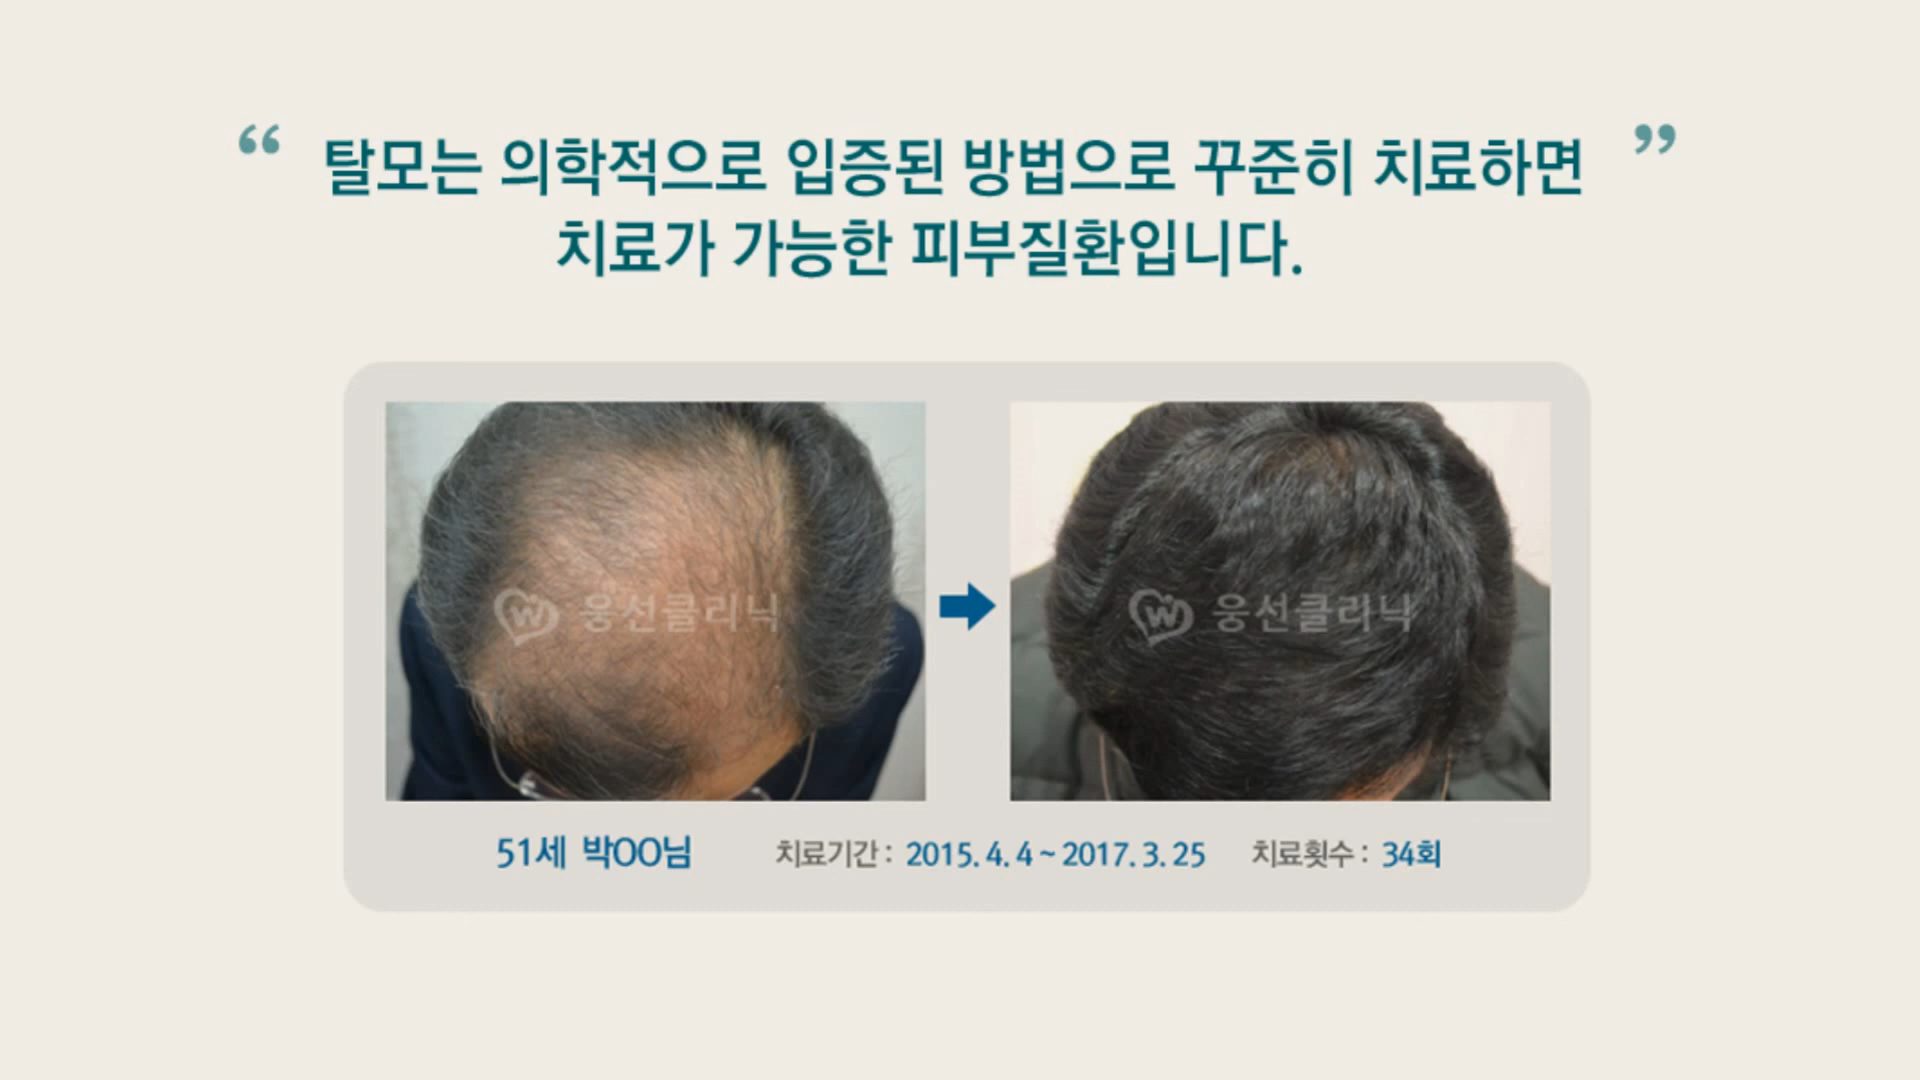 “ 탈모는 의학적으로 입증된 방법으로 꾸준히 치료하면 ”
치료가 가능한 피부질환입니다.
웅선클리닉
웅선클리닉
51세 박OO님 치료기간 : 2015. 4. 4 ~ 2017. 3. 25 치료횟수 : 34회